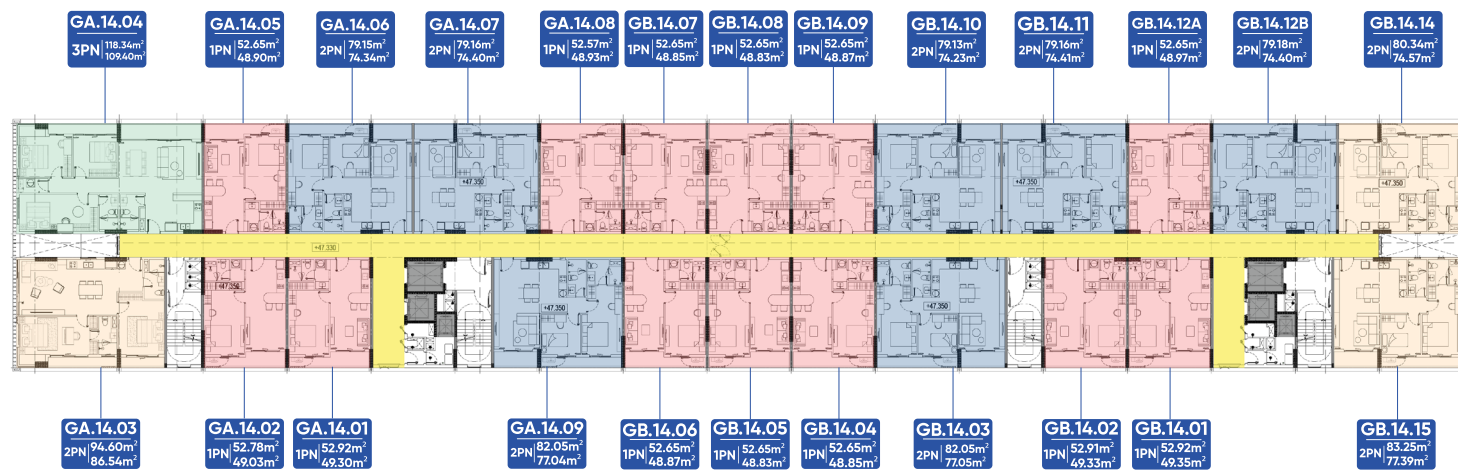 GA.14.04
3PN 118.34m²
109.40m²
GA.14.05
1PN 52.65m²
48.90m²
GA.14.06
2PN 79.15m²
74.34m²
GA.14.07
2PN 79.16m²
74.40m²
GA.14.08
1PN 52.57m²
48.93m²
GB.14.07
1PN 52.65m²
48.85m²
GB.14.08
1PN 52.65m²
48.83m²
GB.14.09
1PN 52.65m²
48.87m²
GB.14.10
2PN 79.13m²
74.23m²
GB.14.11
2PN 79.16m²
74.41m²
GB.14.12A
1PN 52.65m²
48.97m²
GB.14.12B
2PN 79.18m²
74.40m²
GB.14.14
2PN 80.34m²
74.57m²
+47.350
+47.350
+47.350
+47.350
+47.330
+47.350
+47.350
+47.350
GA.14.03
2PN 94.60m²
86.54m²
GA.14.02
1PN 52.78m²
49.03m²
GA.14.01
1PN 52.92m²
49.30m²
GA.14.09
2PN 82.05m²
77.04m²
GB.14.06
1PN 52.65m²
48.87m²
GB.14.05
1PN 52.65m²
48.83m²
GB.14.04
1PN 52.65m²
48.85m²
GB.14.03
2PN 82.05m²
77.05m²
GB.14.02
1PN 52.91m²
49.33m²
GB.14.01
1PN 52.92m²
49.35m²
GB.14.15
2PN 83.25m²
77.39m²